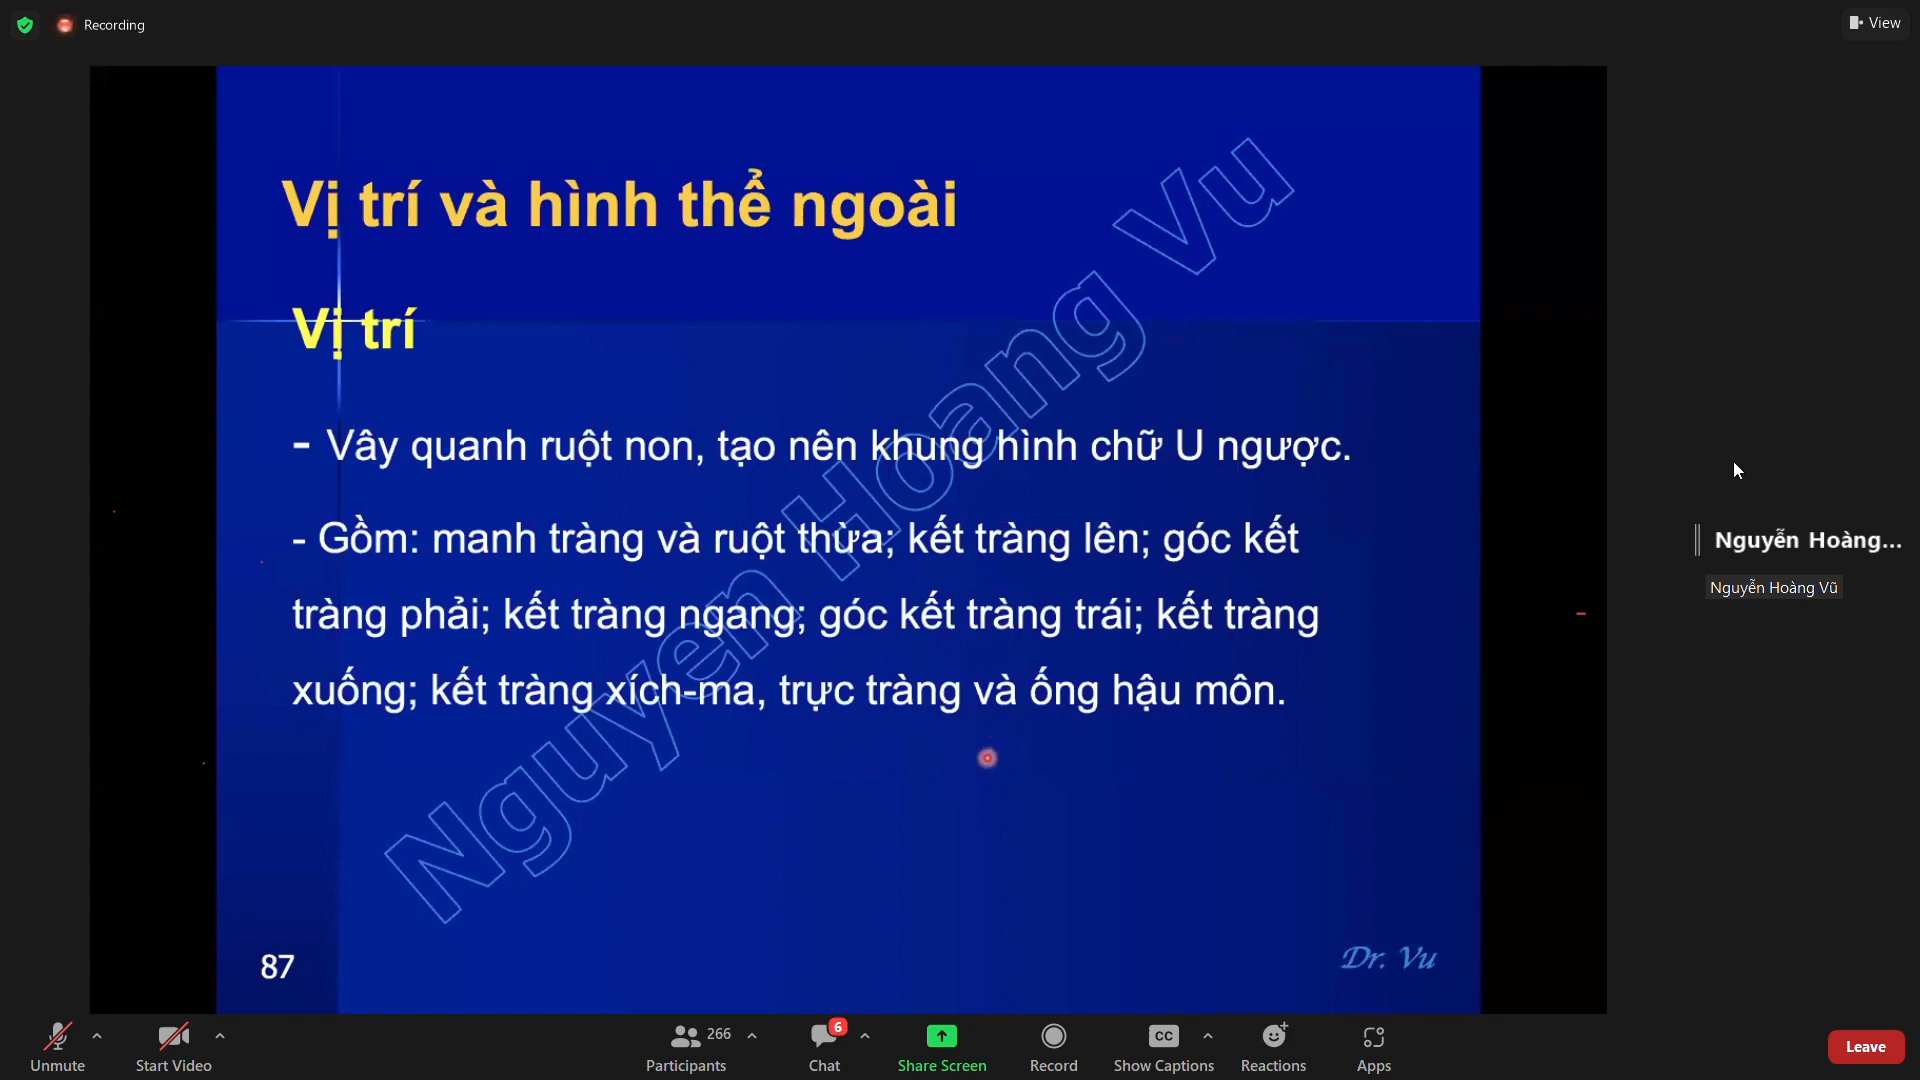 Recording
View
Vị trí và hình thể ngoài
Vị trí
- Vây quanh ruột non, tạo nên khung hình chữ U ngược.
- Gồm: manh tràng và ruột thừa; kết tràng lên; góc kết
tràng phải; kết tràng ngang; góc kết tràng trái; kết tràng
xuống; kết tràng xích-ma, trực tràng và ống hậu môn.
Nguyen Hoang Vu
87
Dr. Vu
Nguyễn Hoàng...
Nguyễn Hoàng Vũ
Unmute
Start Video
266
Participants
6
Chat
Share Screen
Record
CC
Show Captions
Reactions
Apps
Leave